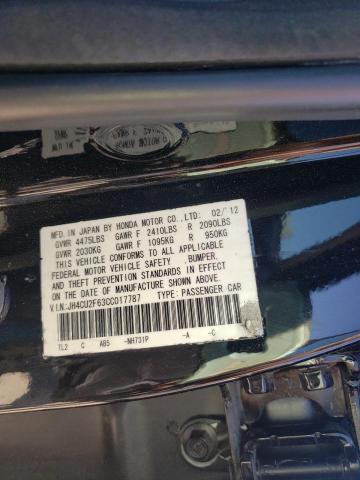 MFD. IN JAPAN BY HONDA MOTOR CO., LTD: 02/'12
GVWR 4475LBS GAWR F 2410LBS R 2090LBS
GVWR 2030KG GAWR F 1095KG R 950KG
THIS VEHICLE CONFORMS TO ALL APPLICABLE
FEDERAL MOTOR VEHICLE SAFETY, BUMPER,
AND THEFT PREVENTION STANDARDS IN EFFECT
ON THE DATE OF MANUFACTURE SHOWN ABOVE.
V.I.N: JH4CU2F63CC017787 TYPE: PASSENGER CAR
TL2 C AB5 -NH731P -A -C